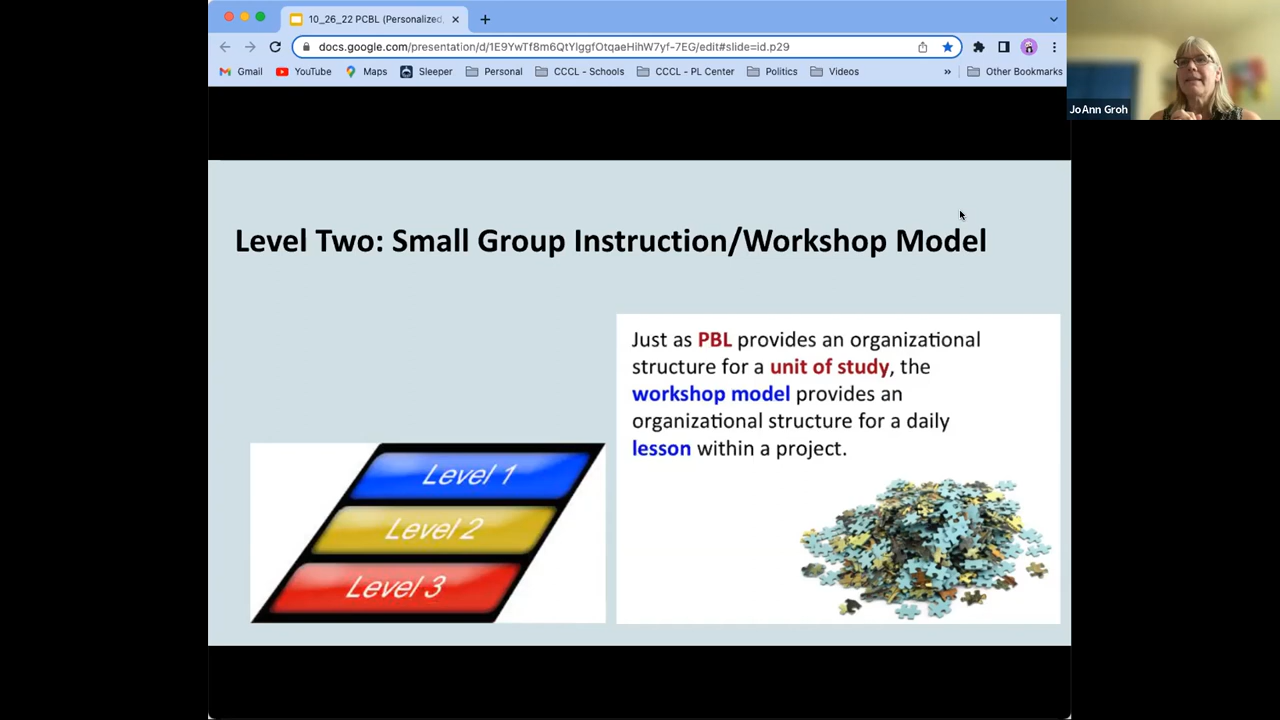 10_26_22 PCBL (Personalized,
docs.google.com/presentation/d/1E9YwTf8m6QtYlggfOtqaeHihW7yf-7EG/edit#slide=id.p29
Gmail YouTube Maps Sleeper Personal CCCL - Schools CCCL - PL Center Politics Videos » Other Bookmarks
JoAnn Groh
Level Two: Small Group Instruction/Workshop Model
Just as PBL provides an organizational
structure for a unit of study, the
workshop model provides an
organizational structure for a daily
lesson within a project.
Level 1
Level 2
Level 3